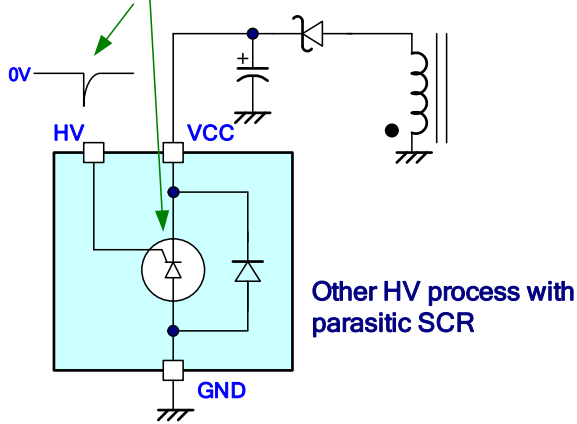 0V
+
HV
VCC
Other HV process with
parasitic SCR
GND